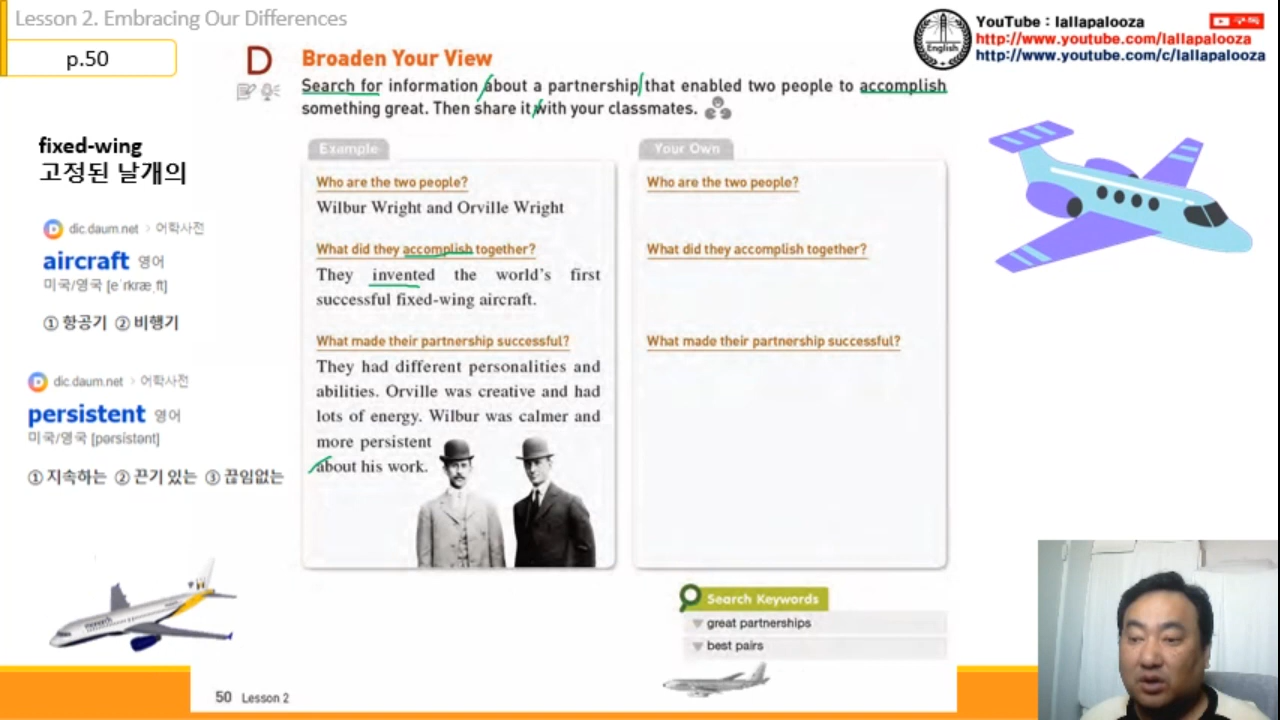 Lesson 2. Embracing Our Differences
p.50
English
YouTube : lallapalooza
구독
http://www.youtube.com/lallapalooza
http://www.youtube.com/c/lallapalooza
D
Broaden Your View
Search for information about a partnership that enabled two people to accomplish
something great. Then share it with your classmates.
fixed-wing
고정된 날개의
dic.daum.net > 어학사전
aircraft 영어
미국/영국 [e´rkræ¸ft]
① 항공기 ② 비행기
dic.daum.net > 어학사전
persistent 영어
미국/영국 [pərsístənt]
① 지속하는 ② 끈기 있는 ③ 끊임없는
Example
Who are the two people?
Wilbur Wright and Orville Wright
What did they accomplish together?
They invented the world's first
successful fixed-wing aircraft.
What made their partnership successful?
They had different personalities and
abilities. Orville was creative and had
lots of energy. Wilbur was calmer and
more persistent
about his work.
Your Own
Who are the two people?
What did they accomplish together?
What made their partnership successful?
Search Keywords
great partnerships
best pairs
50 Lesson 2